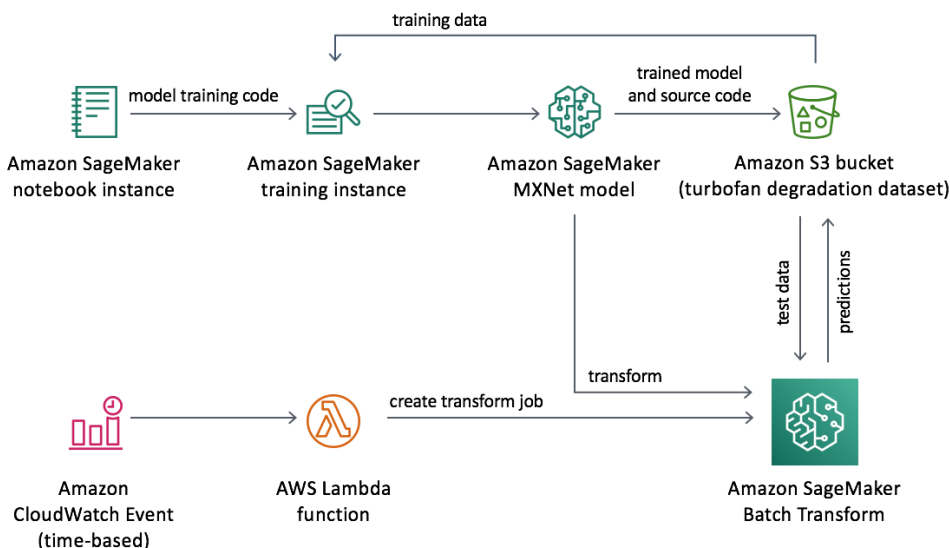 training data
model training code
trained model
and source code
Amazon SageMaker
notebook instance
Amazon SageMaker
training instance
Amazon SageMaker
MXNet model
Amazon S3 bucket
(turbofan degradation dataset)
test data
predictions
transform
create transform job
Amazon
CloudWatch Event
(time-based)
AWS Lambda
function
Amazon SageMaker
Batch Transform